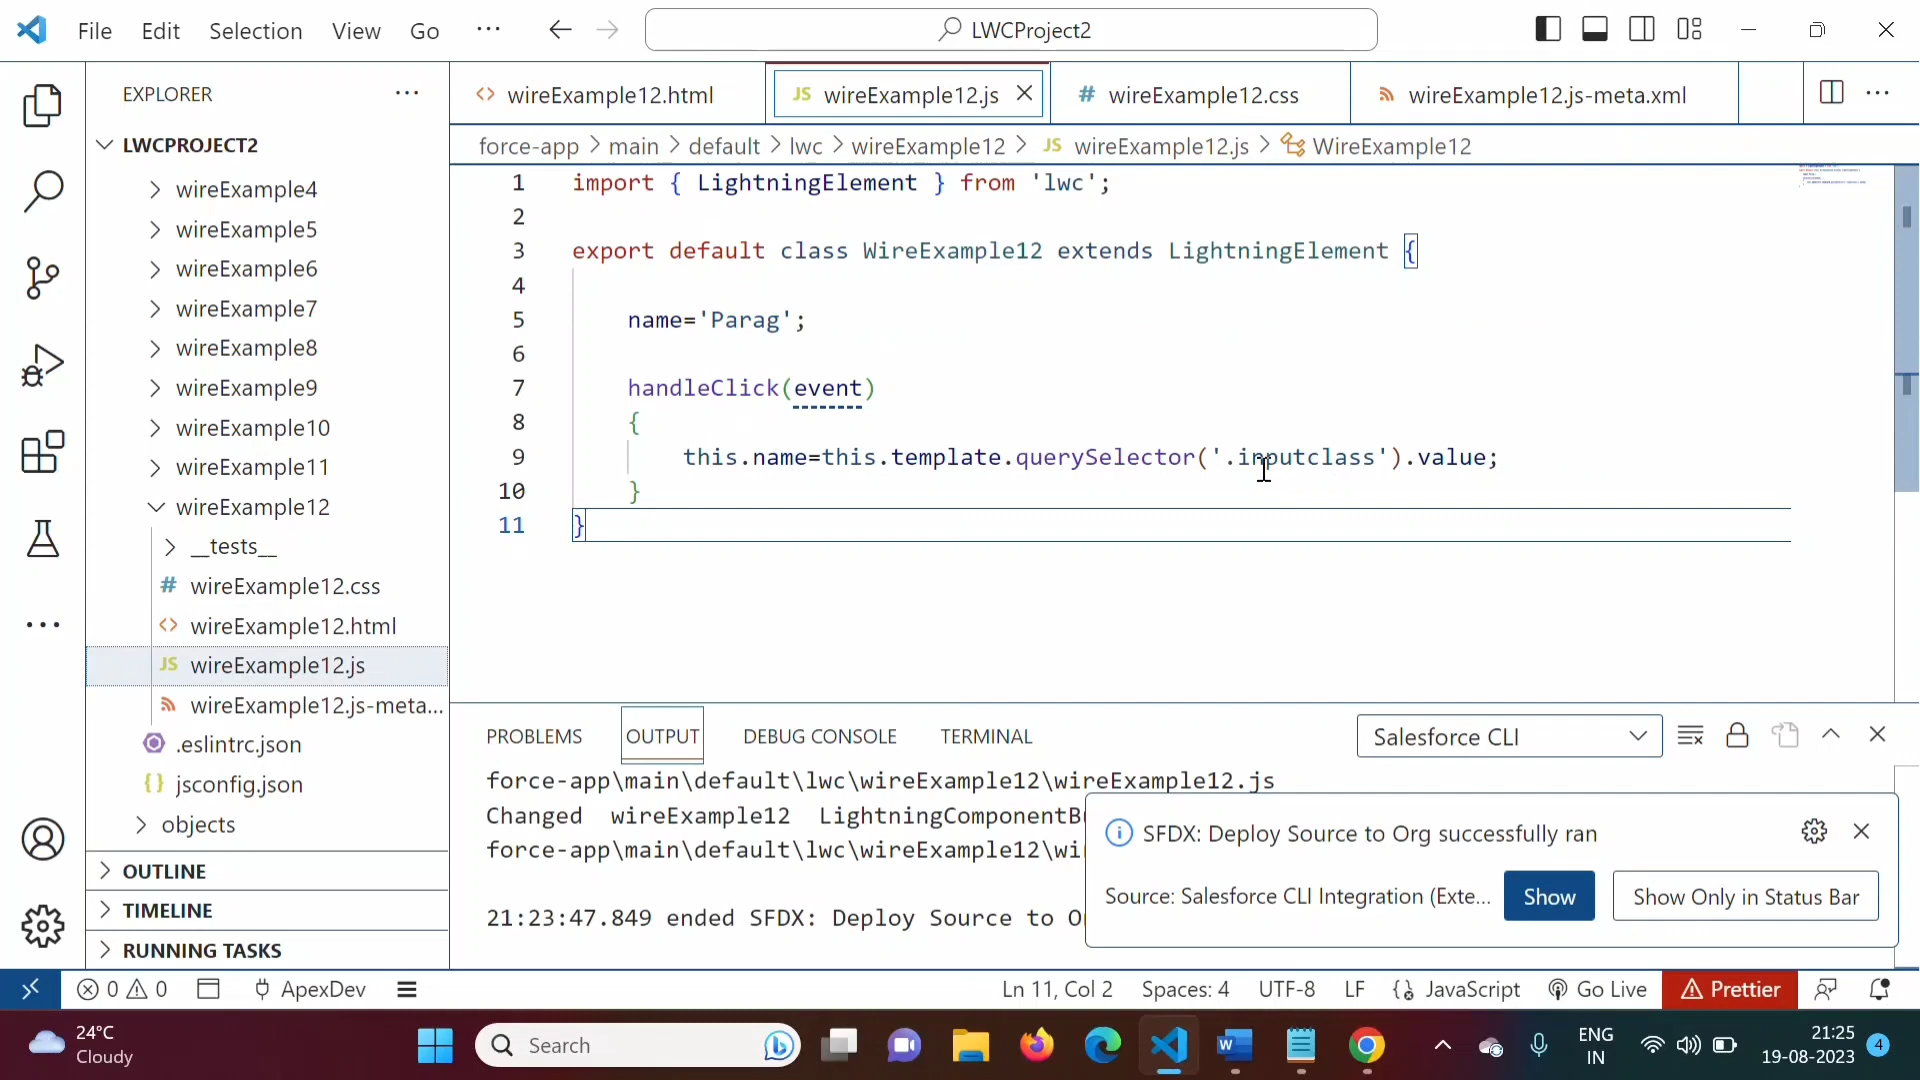 File Edit Selection View Go ··· LWCProject2
EXPLORER ···
LWCPROJECT2
wireExample4
wireExample5
wireExample6
wireExample7
wireExample8
wireExample9
wireExample10
wireExample11
wireExample12
__tests__
# wireExample12.css
<> wireExample12.html
JS wireExample12.js
wireExample12.js-meta...
.eslintrc.json
{} jsconfig.json
objects
OUTLINE
TIMELINE
RUNNING TASKS
<> wireExample12.html JS wireExample12.js # wireExample12.css wireExample12.js-meta.xml ···
force-app > main > default > lwc > wireExample12 > JS wireExample12.js > WireExample12
1 import { LightningElement } from 'lwc';
2
3 export default class WireExample12 extends LightningElement {
4
5 name='Parag';
6
7 handleClick(event)
8 {
9 this.name=this.template.querySelector('.inputclass').value;
10 }
11 }
PROBLEMS OUTPUT DEBUG CONSOLE TERMINAL Salesforce CLI
force-app\main\default\lwc\wireExample12\wireExample12.js
Changed wireExample12 LightningComponentB
force-app\main\default\lwc\wireExample12\wi
21:23:47.849 ended SFDX: Deploy Source to O
SFDX: Deploy Source to Org successfully ran
Source: Salesforce CLI Integration (Exte... Show Show Only in Status Bar
0 0 ApexDev Ln 11, Col 2 Spaces: 4 UTF-8 LF {} JavaScript Go Live Prettier
24°C
Cloudy
Search
ENG
IN
21:25
19-08-2023
4